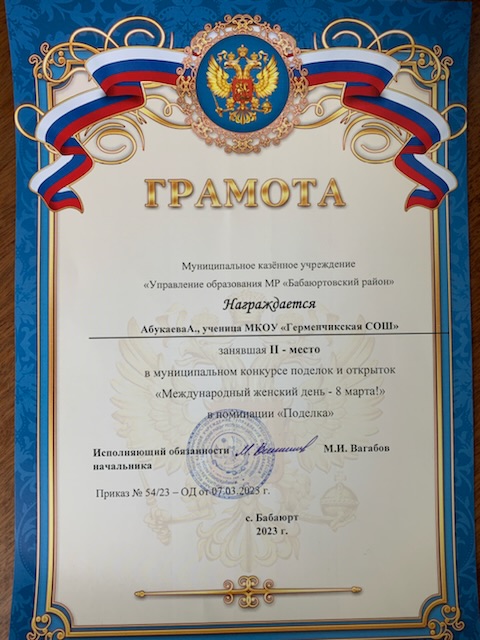 ГРАМОТА
Муниципальное казённое учреждение
«Управление образования МР «Бабаюртовский район»
Награждается
АбукаеваА., ученица МКОУ «Герменчикская СОШ»
занявшая II - место
в муниципальном конкурсе поделок и открыток
«Международный женский день - 8 марта!»
в номинации «Поделка»
Исполняющий обязанности М.И. Вагабов
начальника
Приказ № 54/23 – ОД от 07.03.2023 г.
с. Бабаюрт
2023 г.